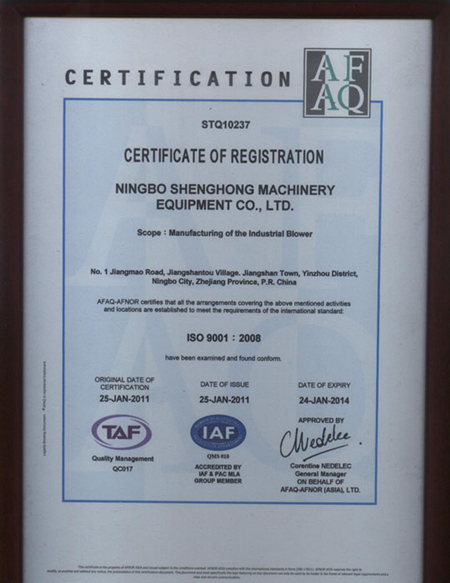 CERTIFICATION
AF
AQ
STQ10237
CERTIFICATE OF REGISTRATION
NINGBO SHENGHONG MACHINERY
EQUIPMENT CO., LTD.
Scope : Manufacturing of the Industrial Blower
No. 1 Jiangmao Road, Jiangshantou Village. Jiangshan Town, Yinzhou District,
Ningbo City, Zhejiang Province, P.R. China
AFAQ-AFNOR certifies that all the arrangements covering the above mentioned activities
and locations are established to meet the requirements of the international standard:
ISO 9001 : 2008
have been examined and found conform.
ORIGINAL DATE OF
CERTIFICATION
25-JAN-2011
DATE OF ISSUE
25-JAN-2011
DATE OF EXPIRY
24-JAN-2014
TAF
Quality Management
QC017
IAF
QMS 010
ACCREDITED BY
IAF & PAC MLA
GROUP MEMBER
APPROVED BY
CNedelec
Corentine NEDELEC
General Manager
ON BEHALF OF
AFAQ-AFNOR (ASIA), LTD.